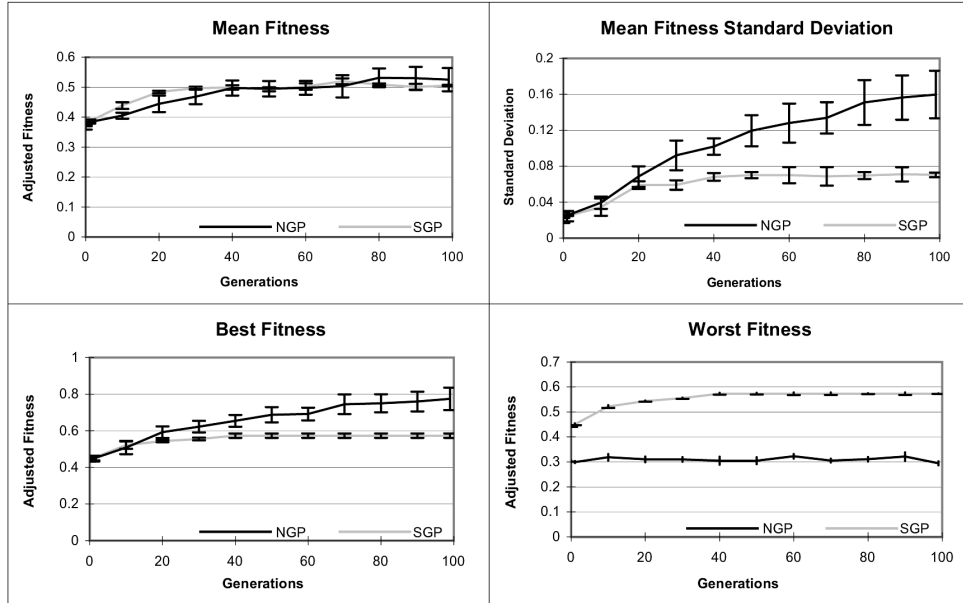 Mean Fitness
0.6
0.5
0.4
0.3
0.2
0.1
0
Adjusted Fitness
NGP SGP
0 20 40 60 80 100
Generations
Mean Fitness Standard Deviation
0.2
0.16
0.12
0.08
0.04
0
Standard Deviation
NGP SGP
0 20 40 60 80 100
Generations
Best Fitness
1
0.8
0.6
0.4
0.2
0
Adjusted Fitness
NGP SGP
0 20 40 60 80 100
Generations
Worst Fitness
0.7
0.6
0.5
0.4
0.3
0.2
0.1
0
Adjusted Fitness
NGP SGP
0 20 40 60 80 100
Generations